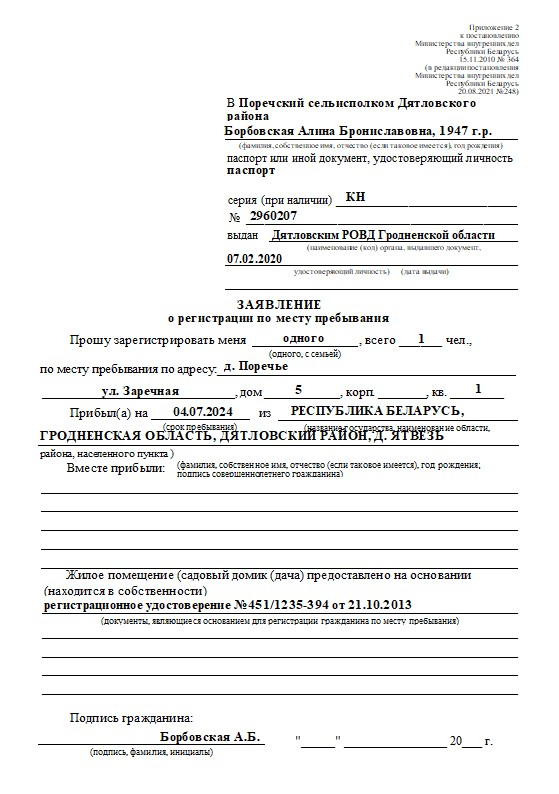 Приложение 2
к постановлению
Министерства внутренних дел
Республики Беларусь
15.11.2010 № 364
(в редакции постановления
Министерства внутренних дел
Республики Беларусь
20.08.2021 №248)
В Поречский сельисполком Дятловского
района
Борбовская Алина Брониславовна, 1947 г.р.
(фамилия, собственное имя, отчество (если таковое имеется), год рождения)
паспорт или иной документ, удостоверяющий личность
паспорт
серия (при наличии) КН
№ 2960207
выдан Дятловским РОВД Гродненской области
(наименование (код) органа, выдавшего документ,
07.02.2020
удостоверяющий личность) (дата выдачи)
ЗАЯВЛЕНИЕ
о регистрации по месту пребывания
Прошу зарегистрировать меня одного , всего 1 чел.,
(одного, с семьей)
по месту пребывания по адресу: д. Поречье
ул. Заречная , дом 5 , корп. , кв. 1
Прибыл(а) на 04.07.2024 из РЕСПУБЛИКА БЕЛАРУСЬ,
(срок пребывания) (название государства, наименование области,
ГРОДНЕНСКАЯ ОБЛАСТЬ, ДЯТЛОВСКИЙ РАЙОН, Д. ЯТВЕЗЬ
района, населенного пункта )
Вместе прибыли: (фамилия, собственное имя, отчество (если таковое имеется), год рождения;
подпись совершеннолетнего гражданина)
Жилое помещение (садовый домик (дача) предоставлено на основании
(находится в собственности)
регистрационное удостоверение №451/1235-394 от 21.10.2013
(документы, являющиеся основанием для регистрации гражданина по месту пребывания)
Подпись гражданина:
Борбовская А.Б. "_____" _________________ 20___ г.
(подпись, фамилия, инициалы)